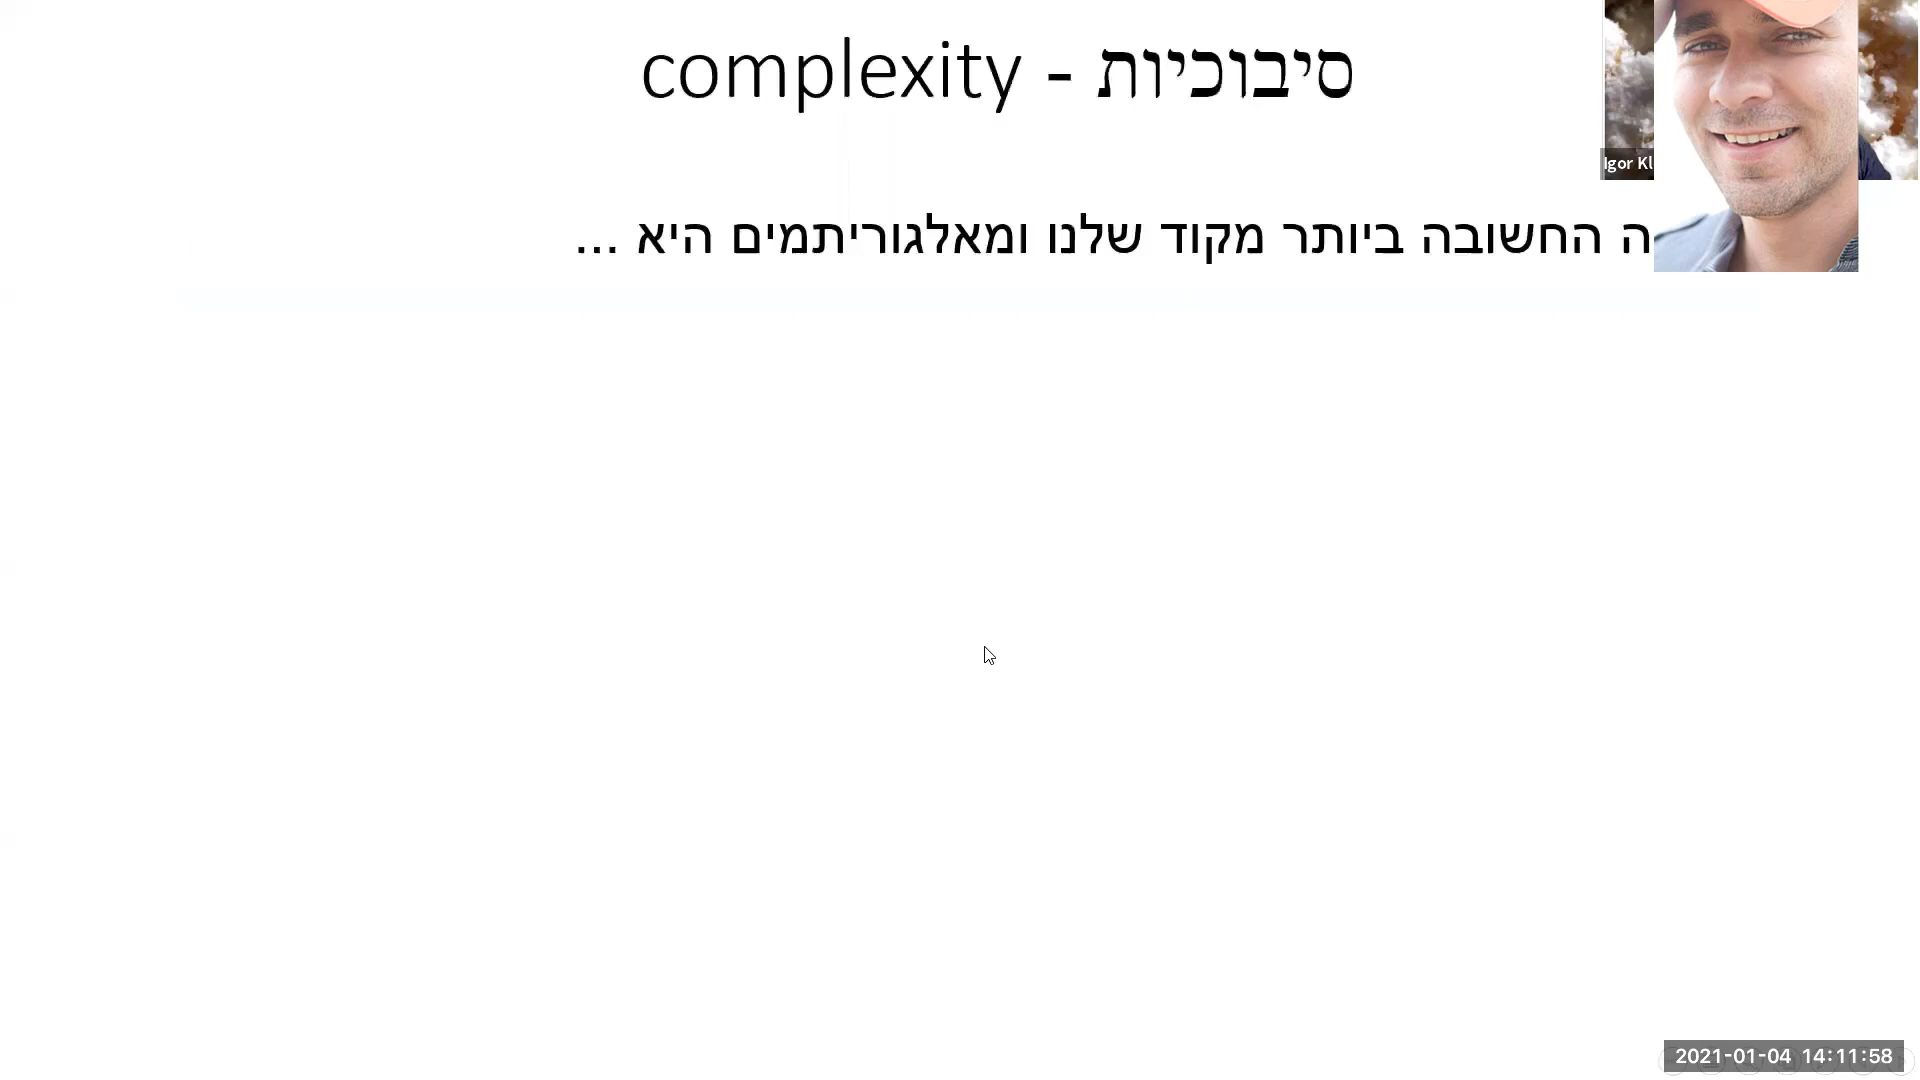 סיבוכיות - complexity
החשובה ביותר מקוד שלנו ומאלגוריתמים היא ...
Igor Kl
2021-01-04 14:11:58